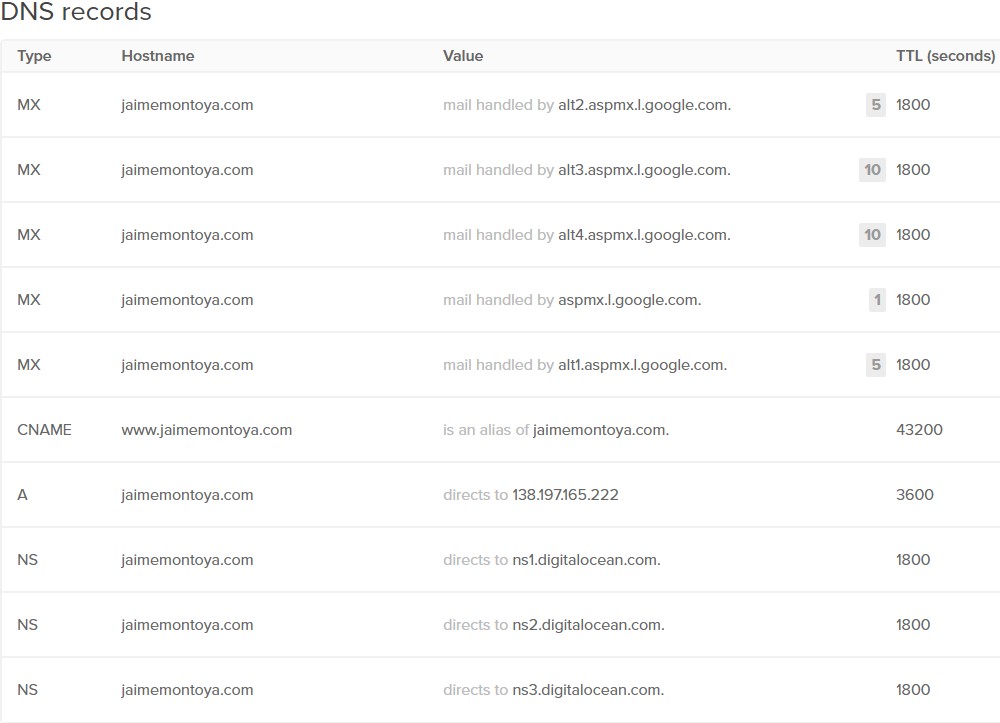 DNS records
Type Hostname Value TTL (seconds)
MX jaimemontoya.com mail handled by alt2.aspmx.l.google.com. 5 1800
MX jaimemontoya.com mail handled by alt3.aspmx.l.google.com. 10 1800
MX jaimemontoya.com mail handled by alt4.aspmx.l.google.com. 10 1800
MX jaimemontoya.com mail handled by aspmx.l.google.com. 1 1800
MX jaimemontoya.com mail handled by alt1.aspmx.l.google.com. 5 1800
CNAME www.jaimemontoya.com is an alias of jaimemontoya.com. 43200
A jaimemontoya.com directs to 138.197.165.222 3600
NS jaimemontoya.com directs to ns1.digitalocean.com. 1800
NS jaimemontoya.com directs to ns2.digitalocean.com. 1800
NS jaimemontoya.com directs to ns3.digitalocean.com. 1800